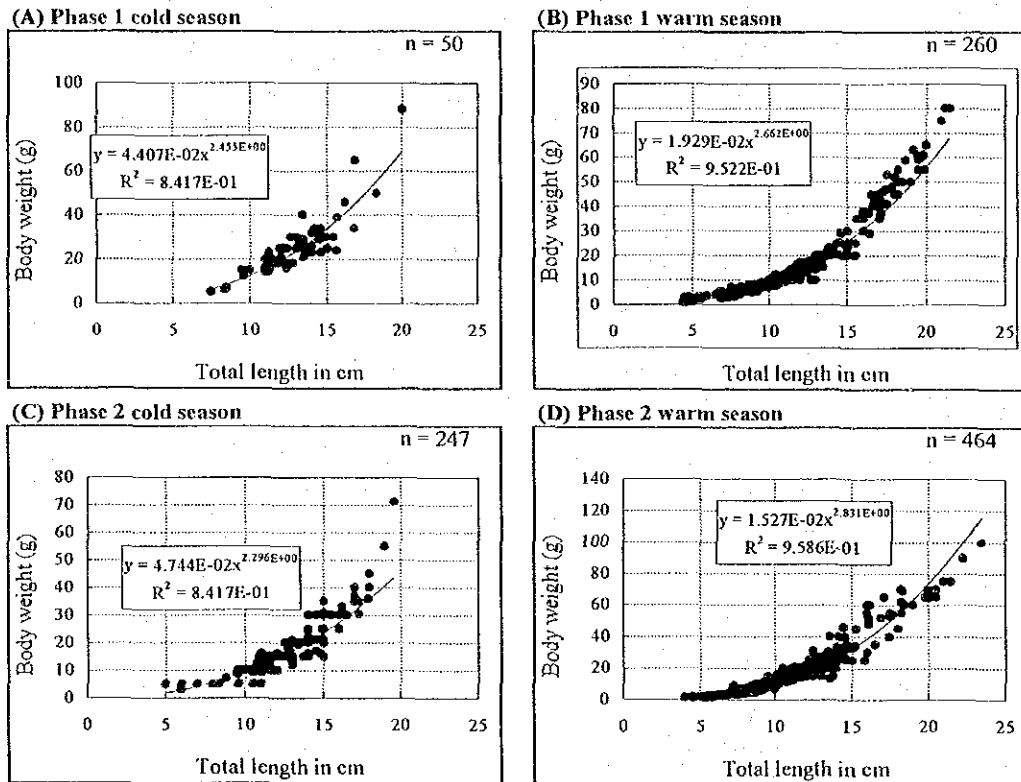 (A) Phase 1 cold season
n = 50
100
80
60
40
20
0
Body weight (g)
y = 4.407E-02x^2.453E+00
R² = 8.417E-01
0 5 10 15 20 25
Total length in cm
(B) Phase 1 warm season
n = 260
90
80
70
60
50
40
30
20
10
0
Body weight (g)
y = 1.929E-02x^2.662E+00
R² = 9.522E-01
0 5 10 15 20 25
Total length in cm
(C) Phase 2 cold season
n = 247
80
70
60
50
40
30
20
10
0
Body weight (g)
y = 4.744E-02x^2.296E+00
R² = 8.417E-01
0 5 10 15 20 25
Total length in cm
(D) Phase 2 warm season
n = 464
140
120
100
80
60
40
20
0
Body weight (g)
y = 1.527E-02x^2.831E+00
R² = 9.586E-01
0 5 10 15 20 25
Total length in cm